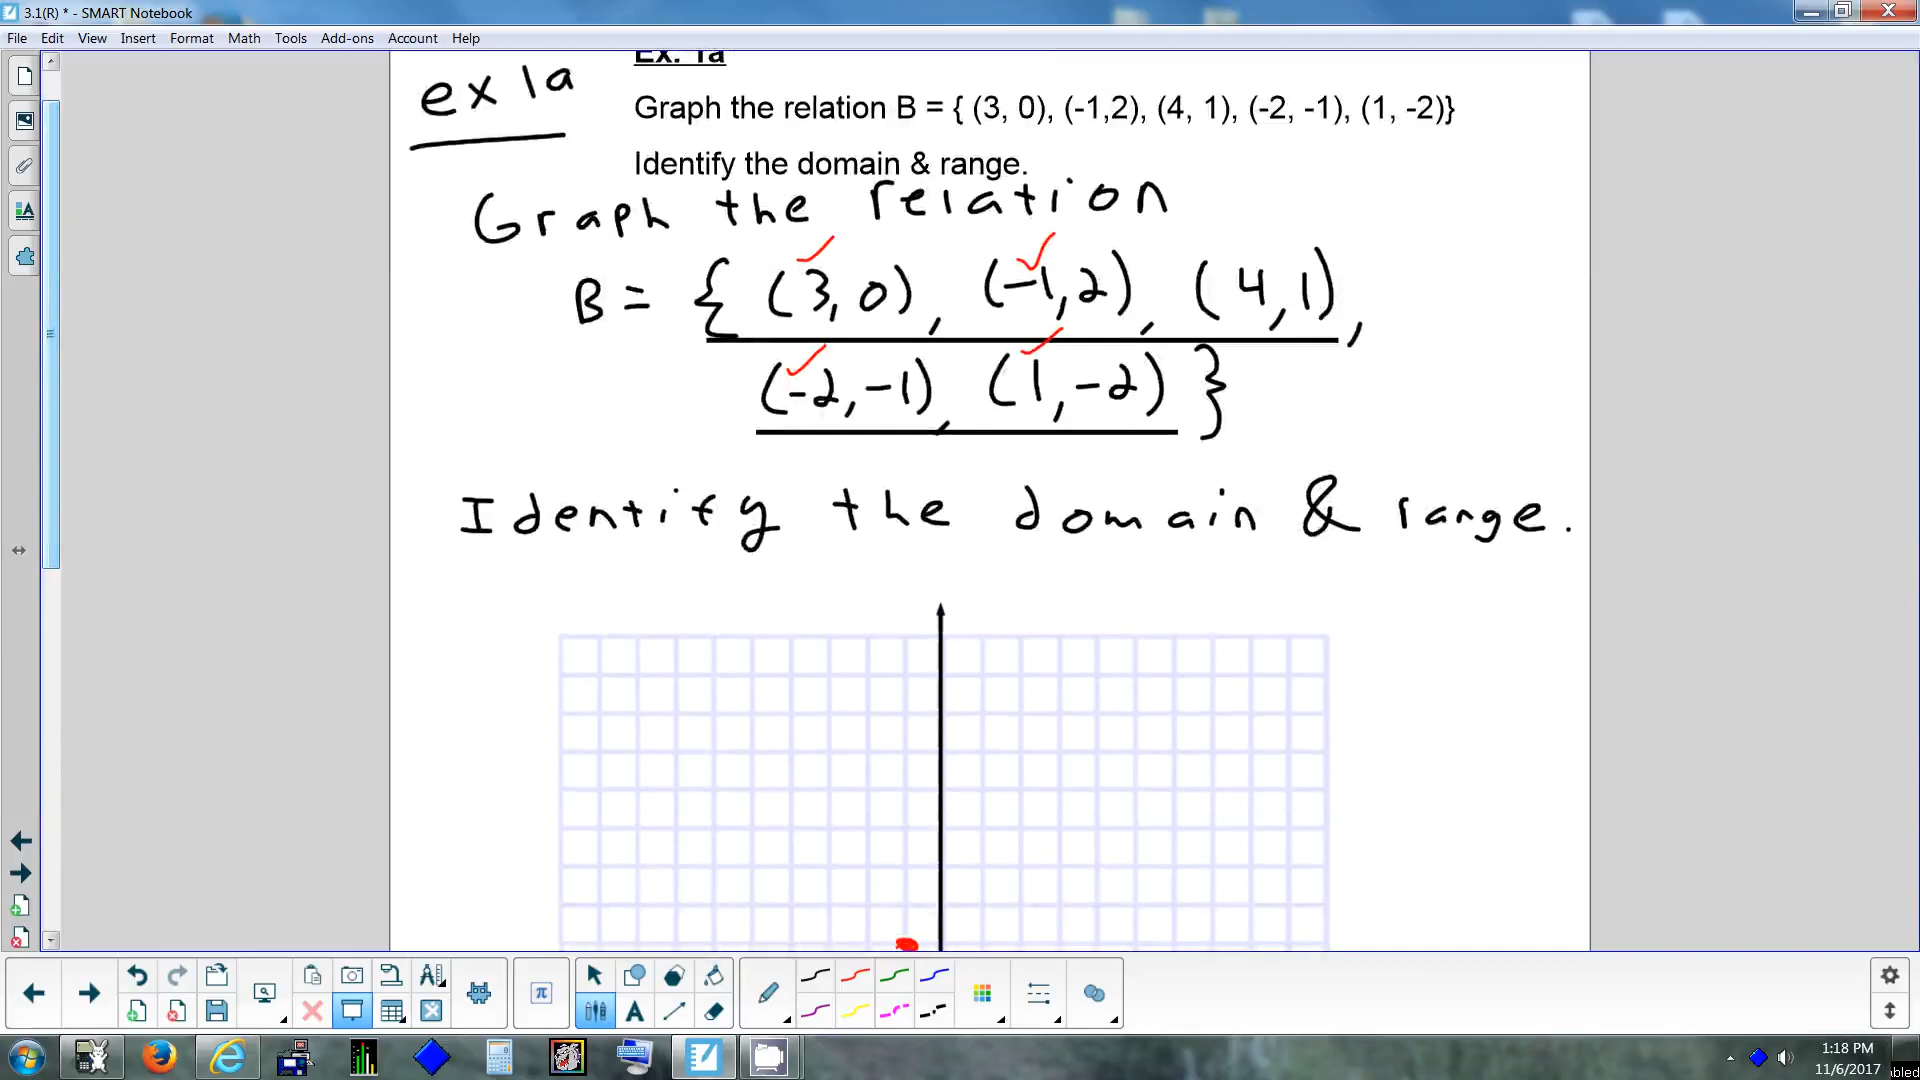 3.1(R) * - SMART Notebook
File Edit View Insert Format Math Tools Add-ons Account Help
Ex. 1a
ex 1a
Graph the relation B = { (3, 0), (-1,2), (4, 1), (-2, -1), (1, -2)}
Identify the domain & range.
Graph the relation
B = { (3,0), (-1,2), (4,1),
(-2,-1), (1,-2) }
Identify the domain & range.
1:18 PM
11/6/2017